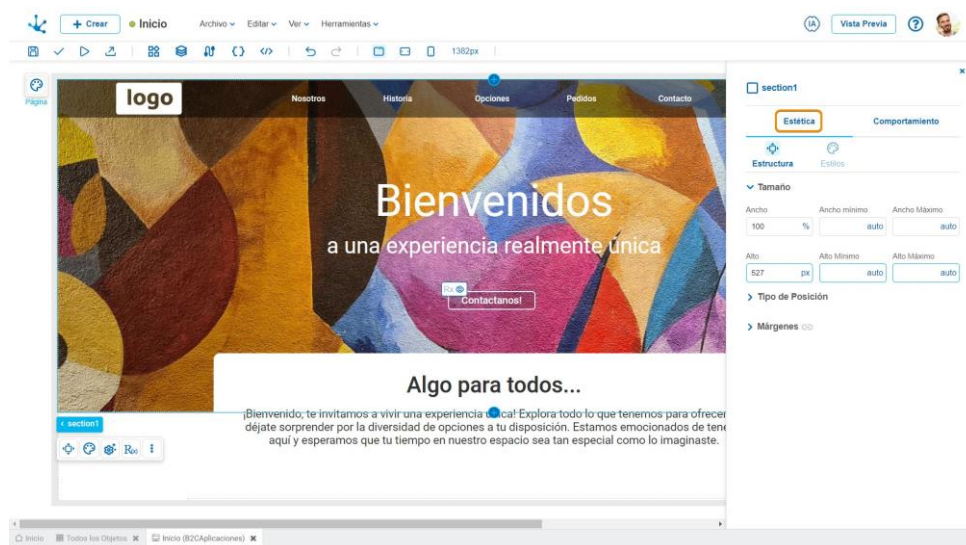 + Crear
Inicio
Archivo
Editar
Ver
Herramientas
IA
Vista Previa
?
1382px
Página
logo
Nosotros
Historia
Opciones
Pedidos
Contacto
Bienvenidos
a una experiencia realmente única
Rx
Contactanos!
Algo para todos...
¡Bienvenido, te invitamos a vivir una experiencia única! Explora todo lo que tenemos para ofrecer
déjate sorprender por la diversidad de opciones a tu disposición. Estamos emocionados de tene
aquí y esperamos que tu tiempo en nuestro espacio sea tan especial como lo imaginaste.
section1
R(x)
section1
Estética
Comportamiento
Estructura
Estilos
Tamaño
Ancho
Ancho mínimo
Ancho Máximo
100 %
auto
auto
Alto
Alto Mínimo
Alto Máximo
527 px
auto
auto
Tipo de Posición
Márgenes
Inicio
Todos los Objetos
Inicio (B2CAplicaciones)